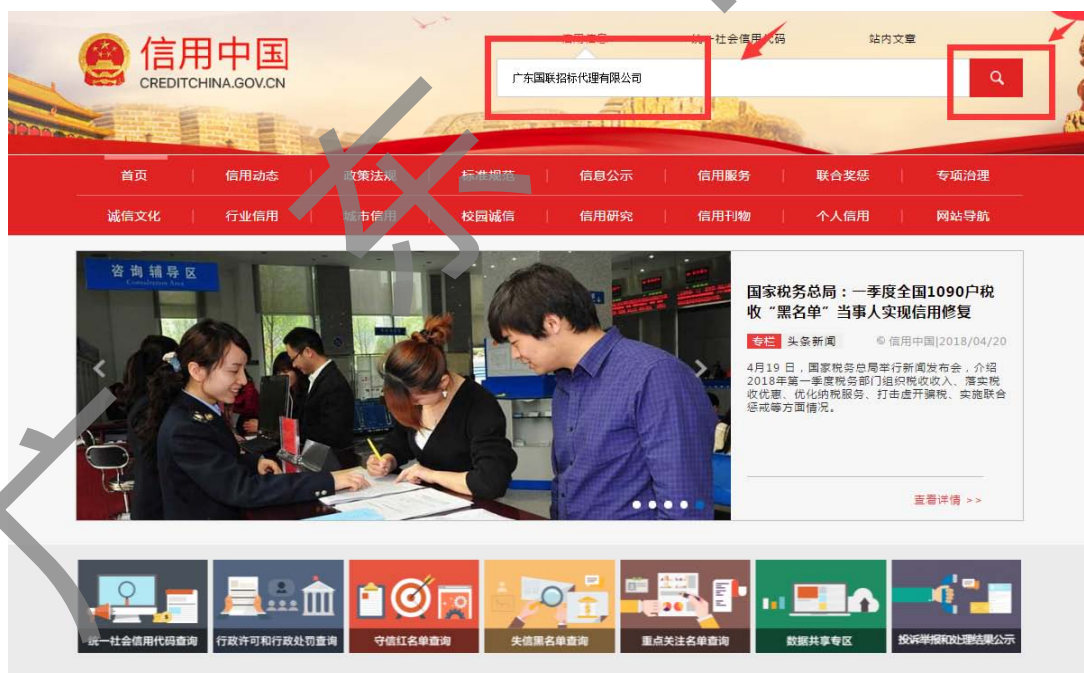 信用中国
CREDITCHINA.GOV.CN
信用信息
统一社会信用代码
站内文章
广东国联招标代理有限公司
首页
信用动态
政策法规
标准规范
信息公示
信用服务
联合奖惩
专项治理
诚信文化
行业信用
城市信用
校园诚信
信用研究
信用刊物
个人信用
网站导航
咨询辅导区
Consultation Area
国家税务总局：一季度全国1090户税
收“黑名单”当事人实现信用修复
专栏 头条新闻 © 信用中国|2018/04/20
4月19 日，国家税务总局举行新闻发布会，介绍
2018年第一季度税务部门组织税收收入、落实税
收优惠、优化纳税服务、打击虚开骗税、实施联合
惩戒等方面情况。
查看详情 >>
统一社会信用代码查询
行政许可和行政处罚查询
守信红名单查询
失信黑名单查询
重点关注名单查询
数据共享专区
投诉举报和处理结果公示
广东